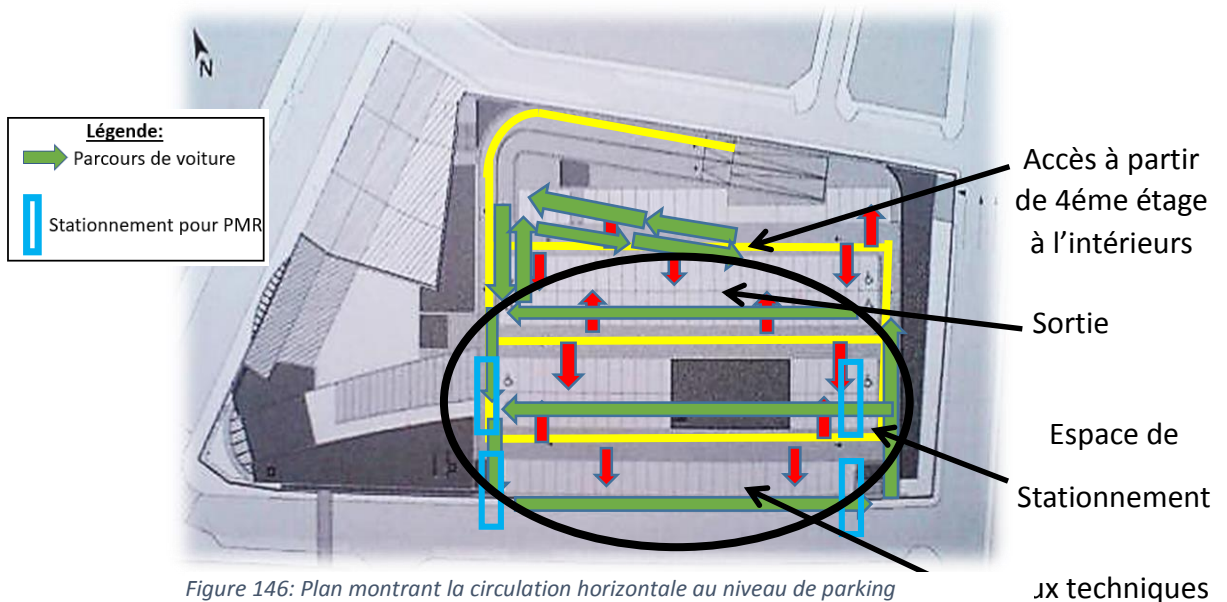 N
Légende:
Parcours de voiture
Stationnement pour PMR
Accès à partir
de 4éme étage
à l’intérieurs
Sortie
Espace de
Stationnement
techniques
Figure 146: Plan montrant la circulation horizontale au niveau de parking